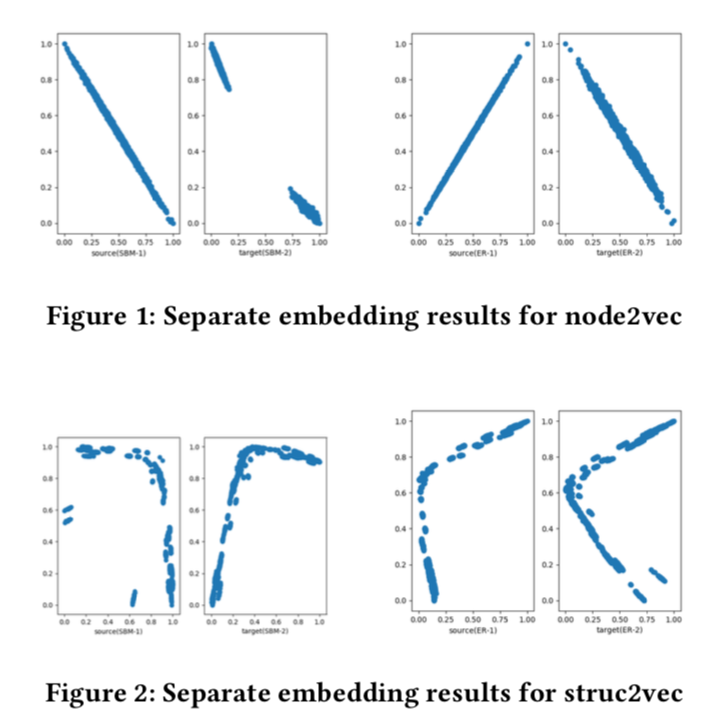 1.0 1.0 1.0 1.0
0.8 0.8 0.8 0.8
0.6 0.6 0.6 0.6
0.4 0.4 0.4 0.4
0.2 0.2 0.2 0.2
0.0 0.0 0.0 0.0
0.00 0.25 0.50 0.75 1.00 0.00 0.25 0.50 0.75 1.00 0.00 0.25 0.50 0.75 1.00 0.00 0.25 0.50 0.75 1.00
source(SBM-1) target(SBM-2) source(ER-1) target(ER-2)
Figure 1: Separate embedding results for node2vec
1.0 1.0 1.0 1.0
0.8 0.8 0.8 0.8
0.6 0.6 0.6 0.6
0.4 0.4 0.4 0.4
0.2 0.2 0.2 0.2
0.0 0.0 0.0 0.0
0.0 0.2 0.4 0.6 0.8 1.0 0.0 0.2 0.4 0.6 0.8 1.0 0.00 0.25 0.50 0.75 1.00 0.00 0.25 0.50 0.75 1.00
source(SBM-1) target(SBM-2) source(ER-1) target(ER-2)
Figure 2: Separate embedding results for struc2vec